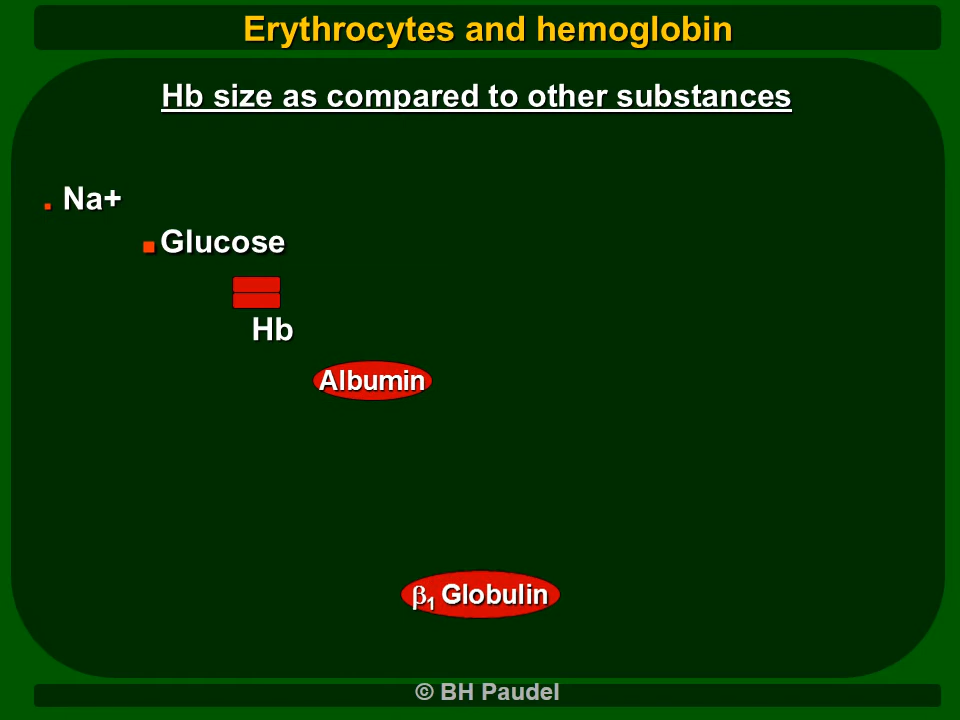 Erythrocytes and hemoglobin
Hb size as compared to other substances
Na+
Glucose
Hb
Albumin
β₁ Globulin
© BH Paudel